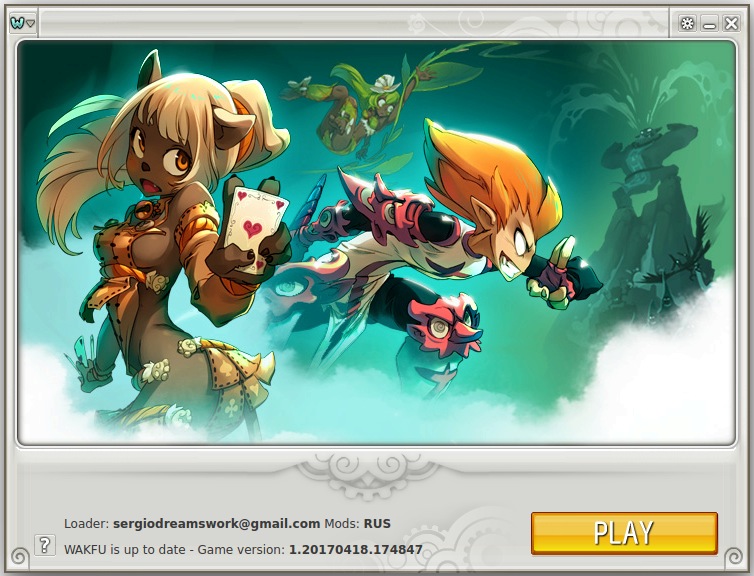 W
PLAY
Loader: sergiodreamswork@gmail.com Mods: RUS
?
WAKFU is up to date - Game version: 1.20170418.174847